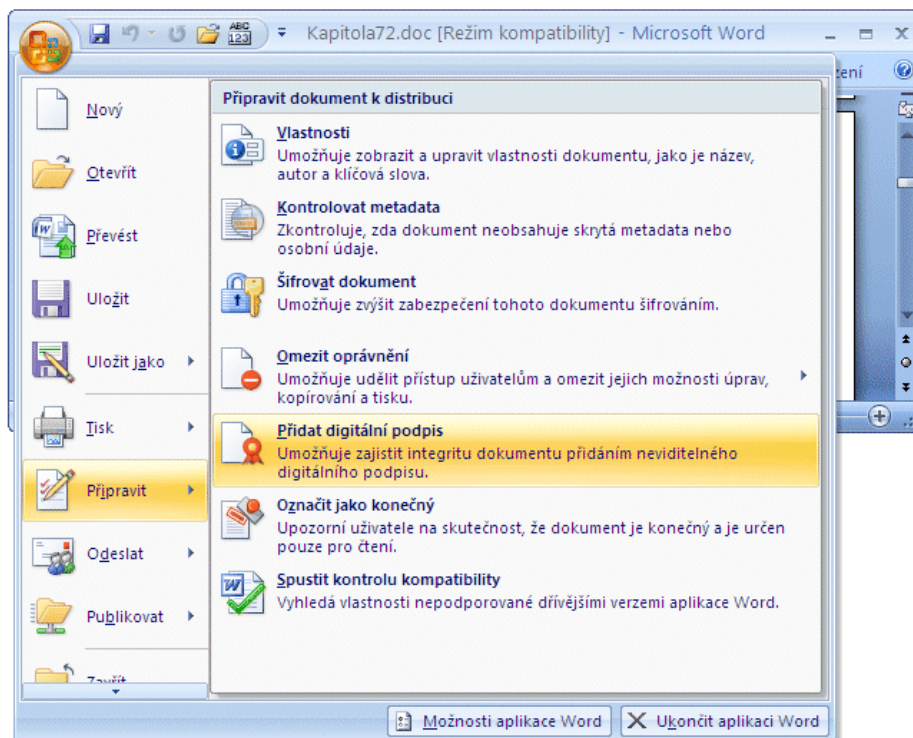 ABC
123
Kapitola72.doc [Režim kompatibility] - Microsoft Word
zení
Nový
Otevřít
Převést
Uložit
Uložit jako
Tisk
Připravit
Odeslat
Publikovat
Zavřít
Připravit dokument k distribuci
Vlastnosti
Umožňuje zobrazit a upravit vlastnosti dokumentu, jako je název,
autor a klíčová slova.
Kontrolovat metadata
Zkontroluje, zda dokument neobsahuje skrytá metadata nebo
osobní údaje.
Šifrovat dokument
Umožňuje zvýšit zabezpečení tohoto dokumentu šifrováním.
Omezit oprávnění
Umožňuje udělit přístup uživatelům a omezit jejich možnosti úprav,
kopírování a tisku.
Přidat digitální podpis
Umožňuje zajistit integritu dokumentu přidáním neviditelného
digitálního podpisu.
Označit jako konečný
Upozorní uživatele na skutečnost, že dokument je konečný a je určen
pouze pro čtení.
Spustit kontrolu kompatibility
Vyhledá vlastnosti nepodporované dřívějšími verzemi aplikace Word.
Možnosti aplikace Word
Ukončit aplikaci Word